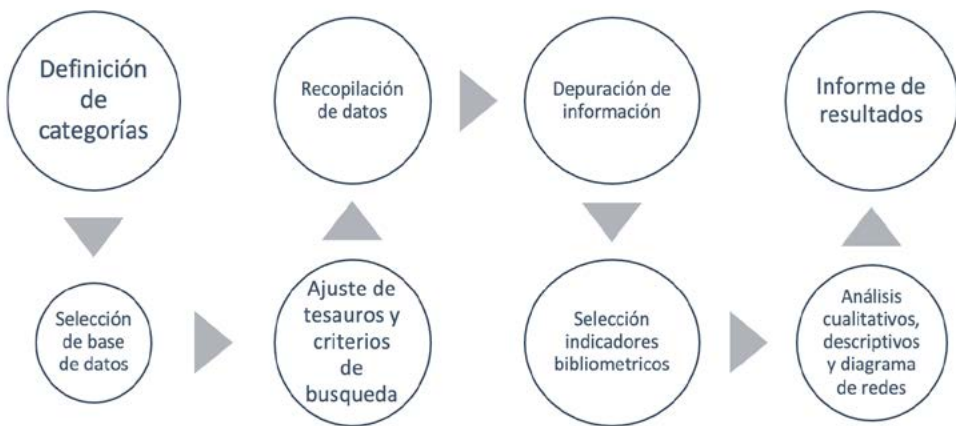 Definición
de
categorías
Selección
de base
de datos
Ajuste de
tesauros y
criterios
de
busqueda
Recopilación
de datos
Depuración de
información
Selección
indicadores
bibliometricos
Análisis
cualitativos,
descriptivos
y diagrama
de redes
Informe de
resultados